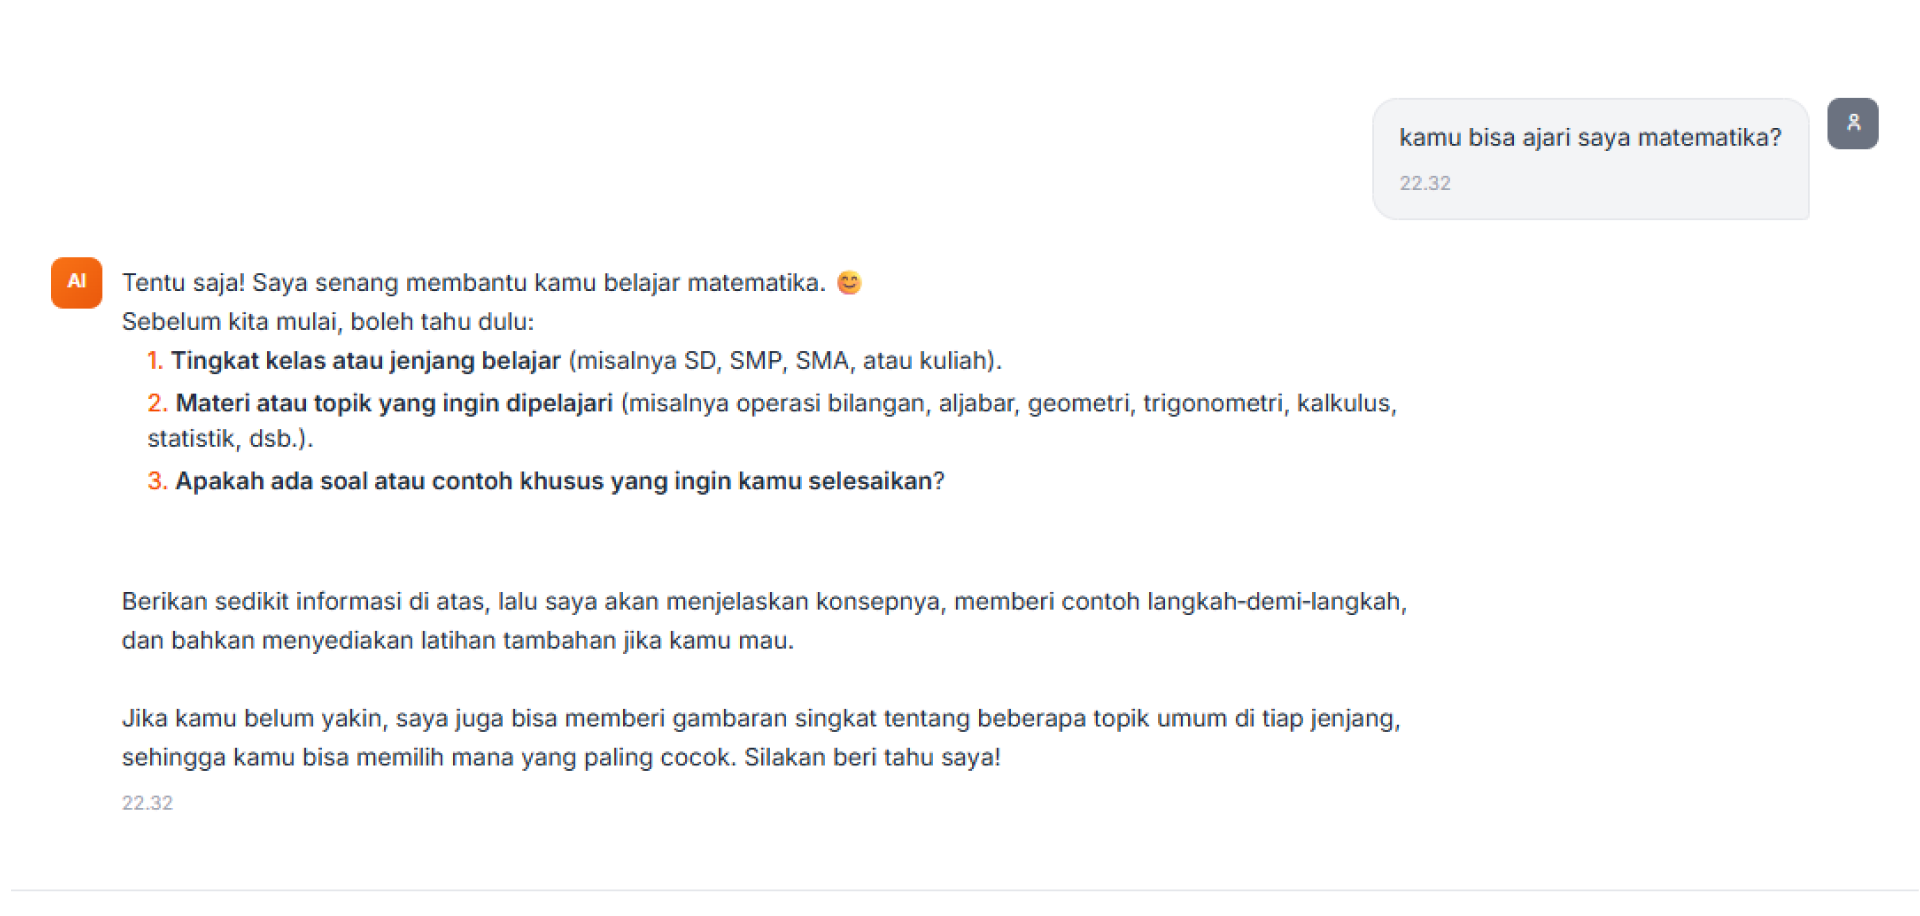 kamu bisa ajari saya matematika?
22.32
AI
Tentu saja! Saya senang membantu kamu belajar matematika. 😊
Sebelum kita mulai, boleh tahu dulu:
1. Tingkat kelas atau jenjang belajar (misalnya SD, SMP, SMA, atau kuliah).
2. Materi atau topik yang ingin dipelajari (misalnya operasi bilangan, aljabar, geometri, trigonometri, kalkulus,
statistik, dsb.).
3. Apakah ada soal atau contoh khusus yang ingin kamu selesaikan?
Berikan sedikit informasi di atas, lalu saya akan menjelaskan konsepnya, memberi contoh langkah-demi-langkah,
dan bahkan menyediakan latihan tambahan jika kamu mau.
Jika kamu belum yakin, saya juga bisa memberi gambaran singkat tentang beberapa topik umum di tiap jenjang,
sehingga kamu bisa memilih mana yang paling cocok. Silakan beri tahu saya!
22.32